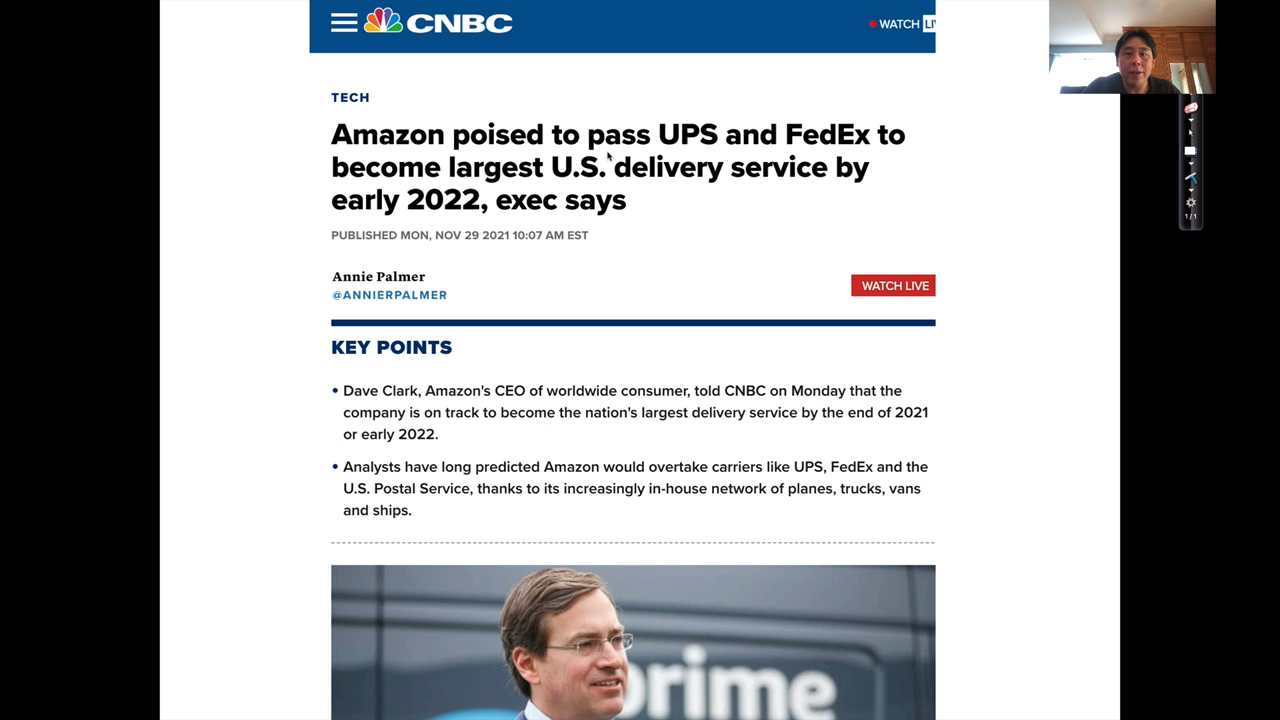 CNBC
WATCH LIV
TECH
Amazon poised to pass UPS and FedEx to
become largest U.S. delivery service by
early 2022, exec says
PUBLISHED MON, NOV 29 2021 10:07 AM EST
Annie Palmer
@ANNIERPALMER
WATCH LIVE
KEY POINTS
• Dave Clark, Amazon's CEO of worldwide consumer, told CNBC on Monday that the
company is on track to become the nation's largest delivery service by the end of 2021
or early 2022.
• Analysts have long predicted Amazon would overtake carriers like UPS, FedEx and the
U.S. Postal Service, thanks to its increasingly in-house network of planes, trucks, vans
and ships.
prime
1/1